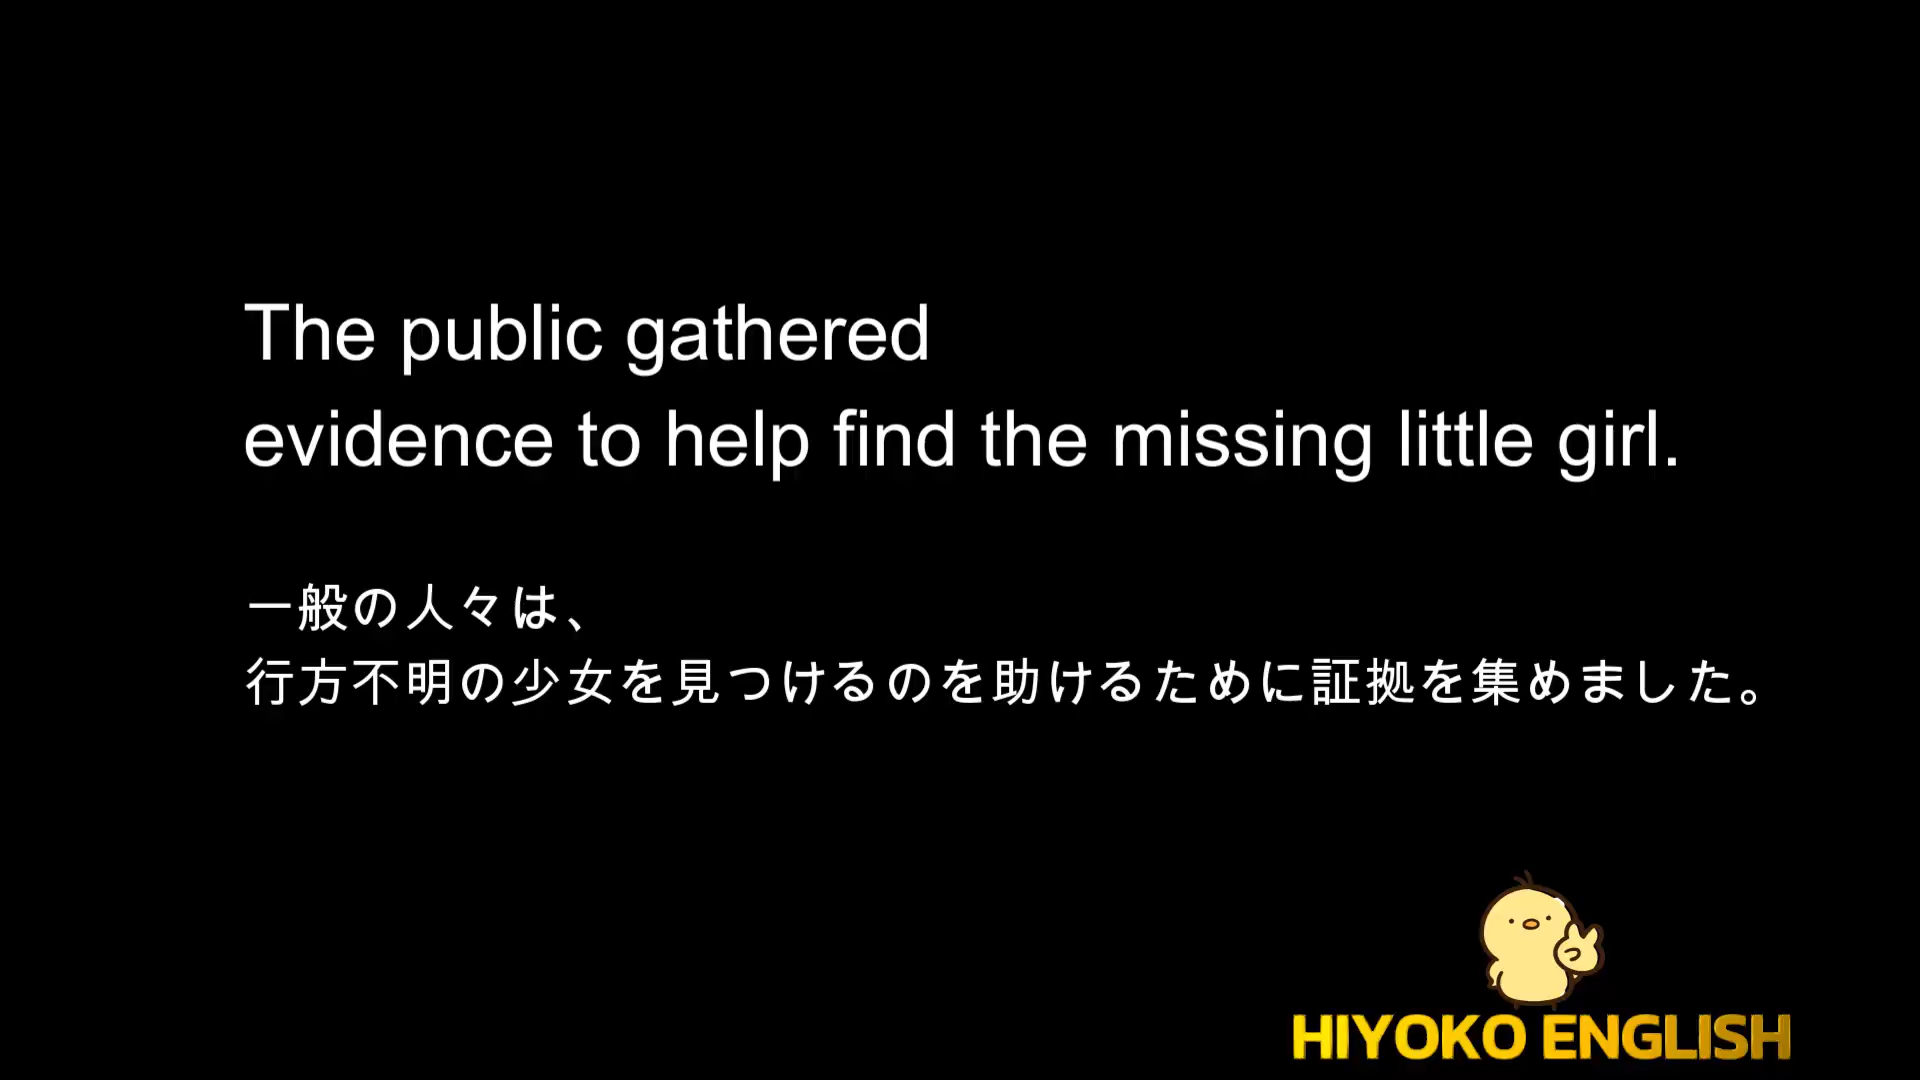 The public gathered
evidence to help find the missing little girl.
一般の人々は、
行方不明の少女を見つけるのを助けるために証拠を集めました。
HIYOKO ENGLISH